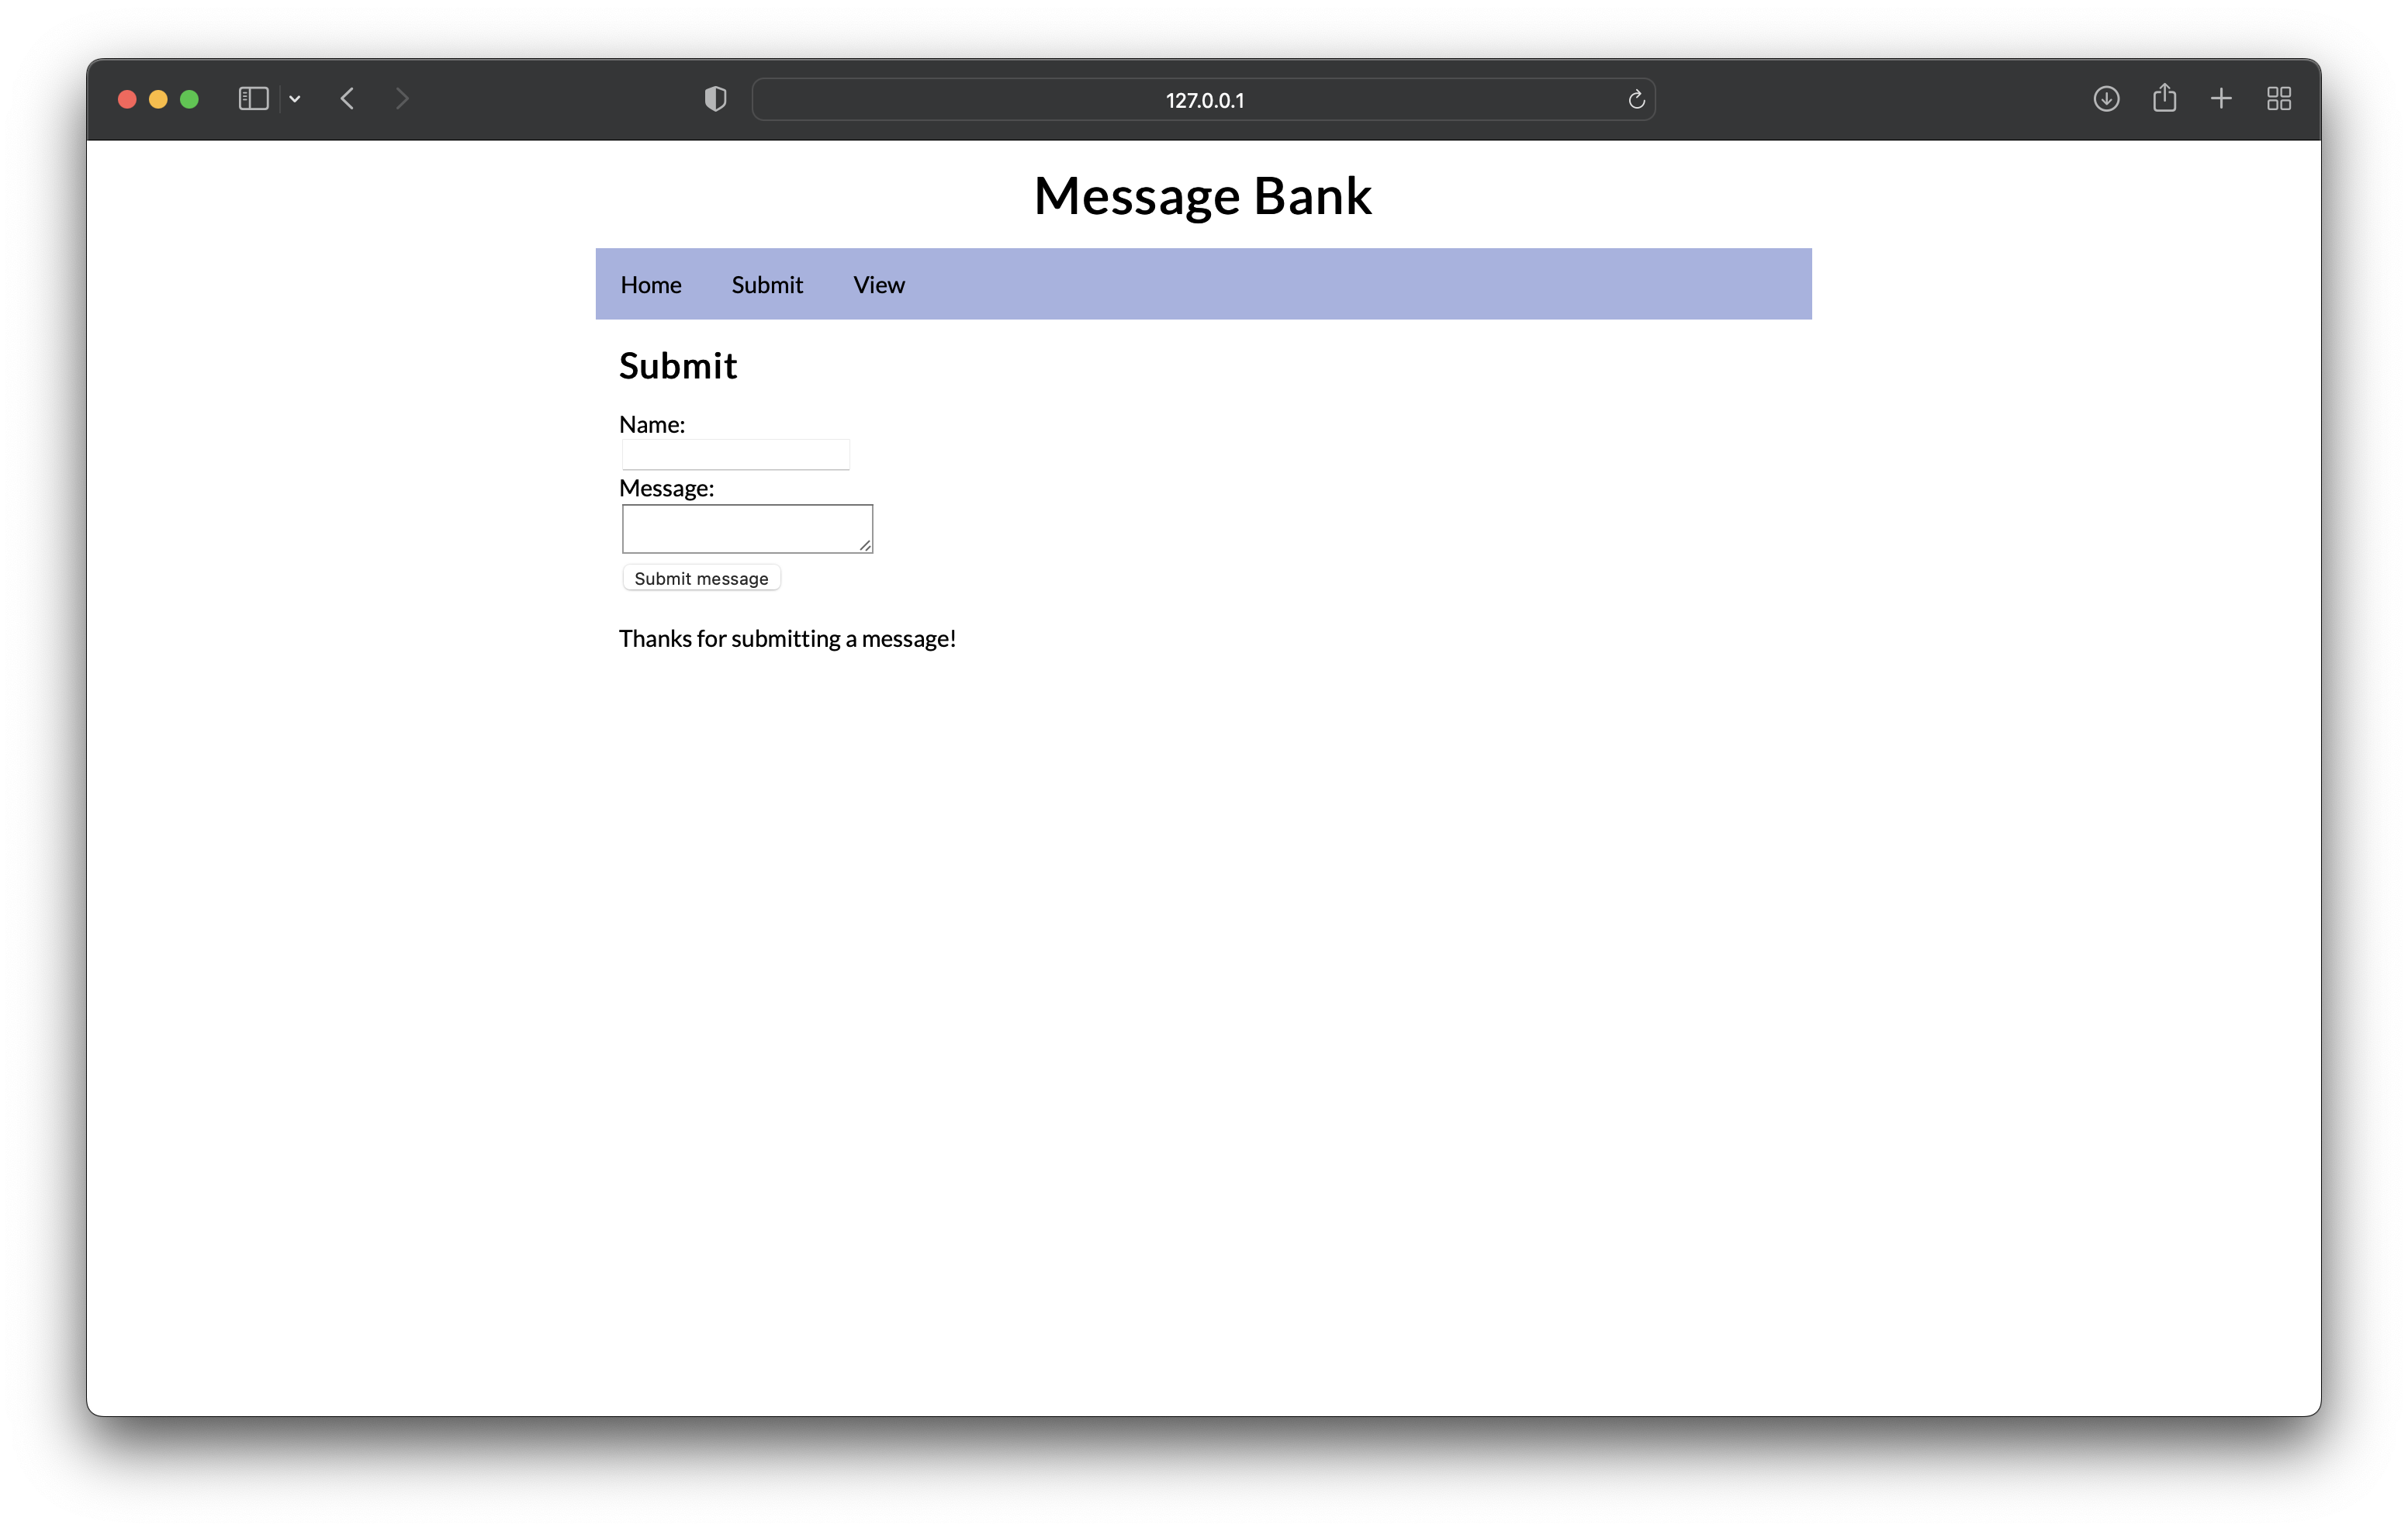 127.0.0.1
Message Bank
Home Submit View
Submit
Name:
Message:
Submit message
Thanks for submitting a message!